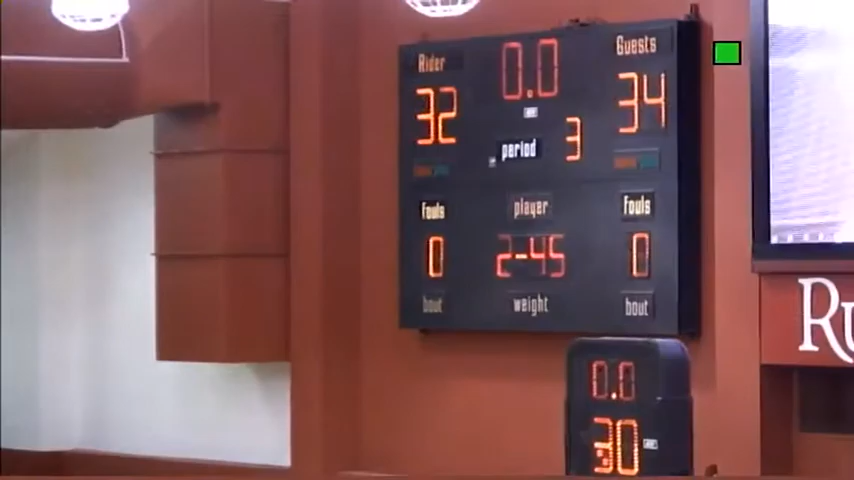 Rider 0.0 Guests
32 34
period 3
Fouls player Fouls
0 2-45 0
bout weight bout
0.0
30